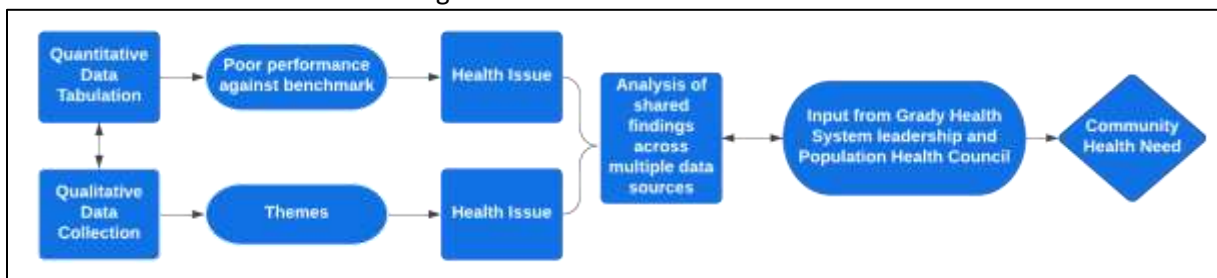 Quantitative
Data
Tabulation
Poor performance
against benchmark
Health Issue
Analysis of
shared
findings
across
multiple data
sources
Input from Grady Health
System leadership and
Population Health Council
Community
Health Need
Qualitative
Data
Collection
Themes
Health Issue